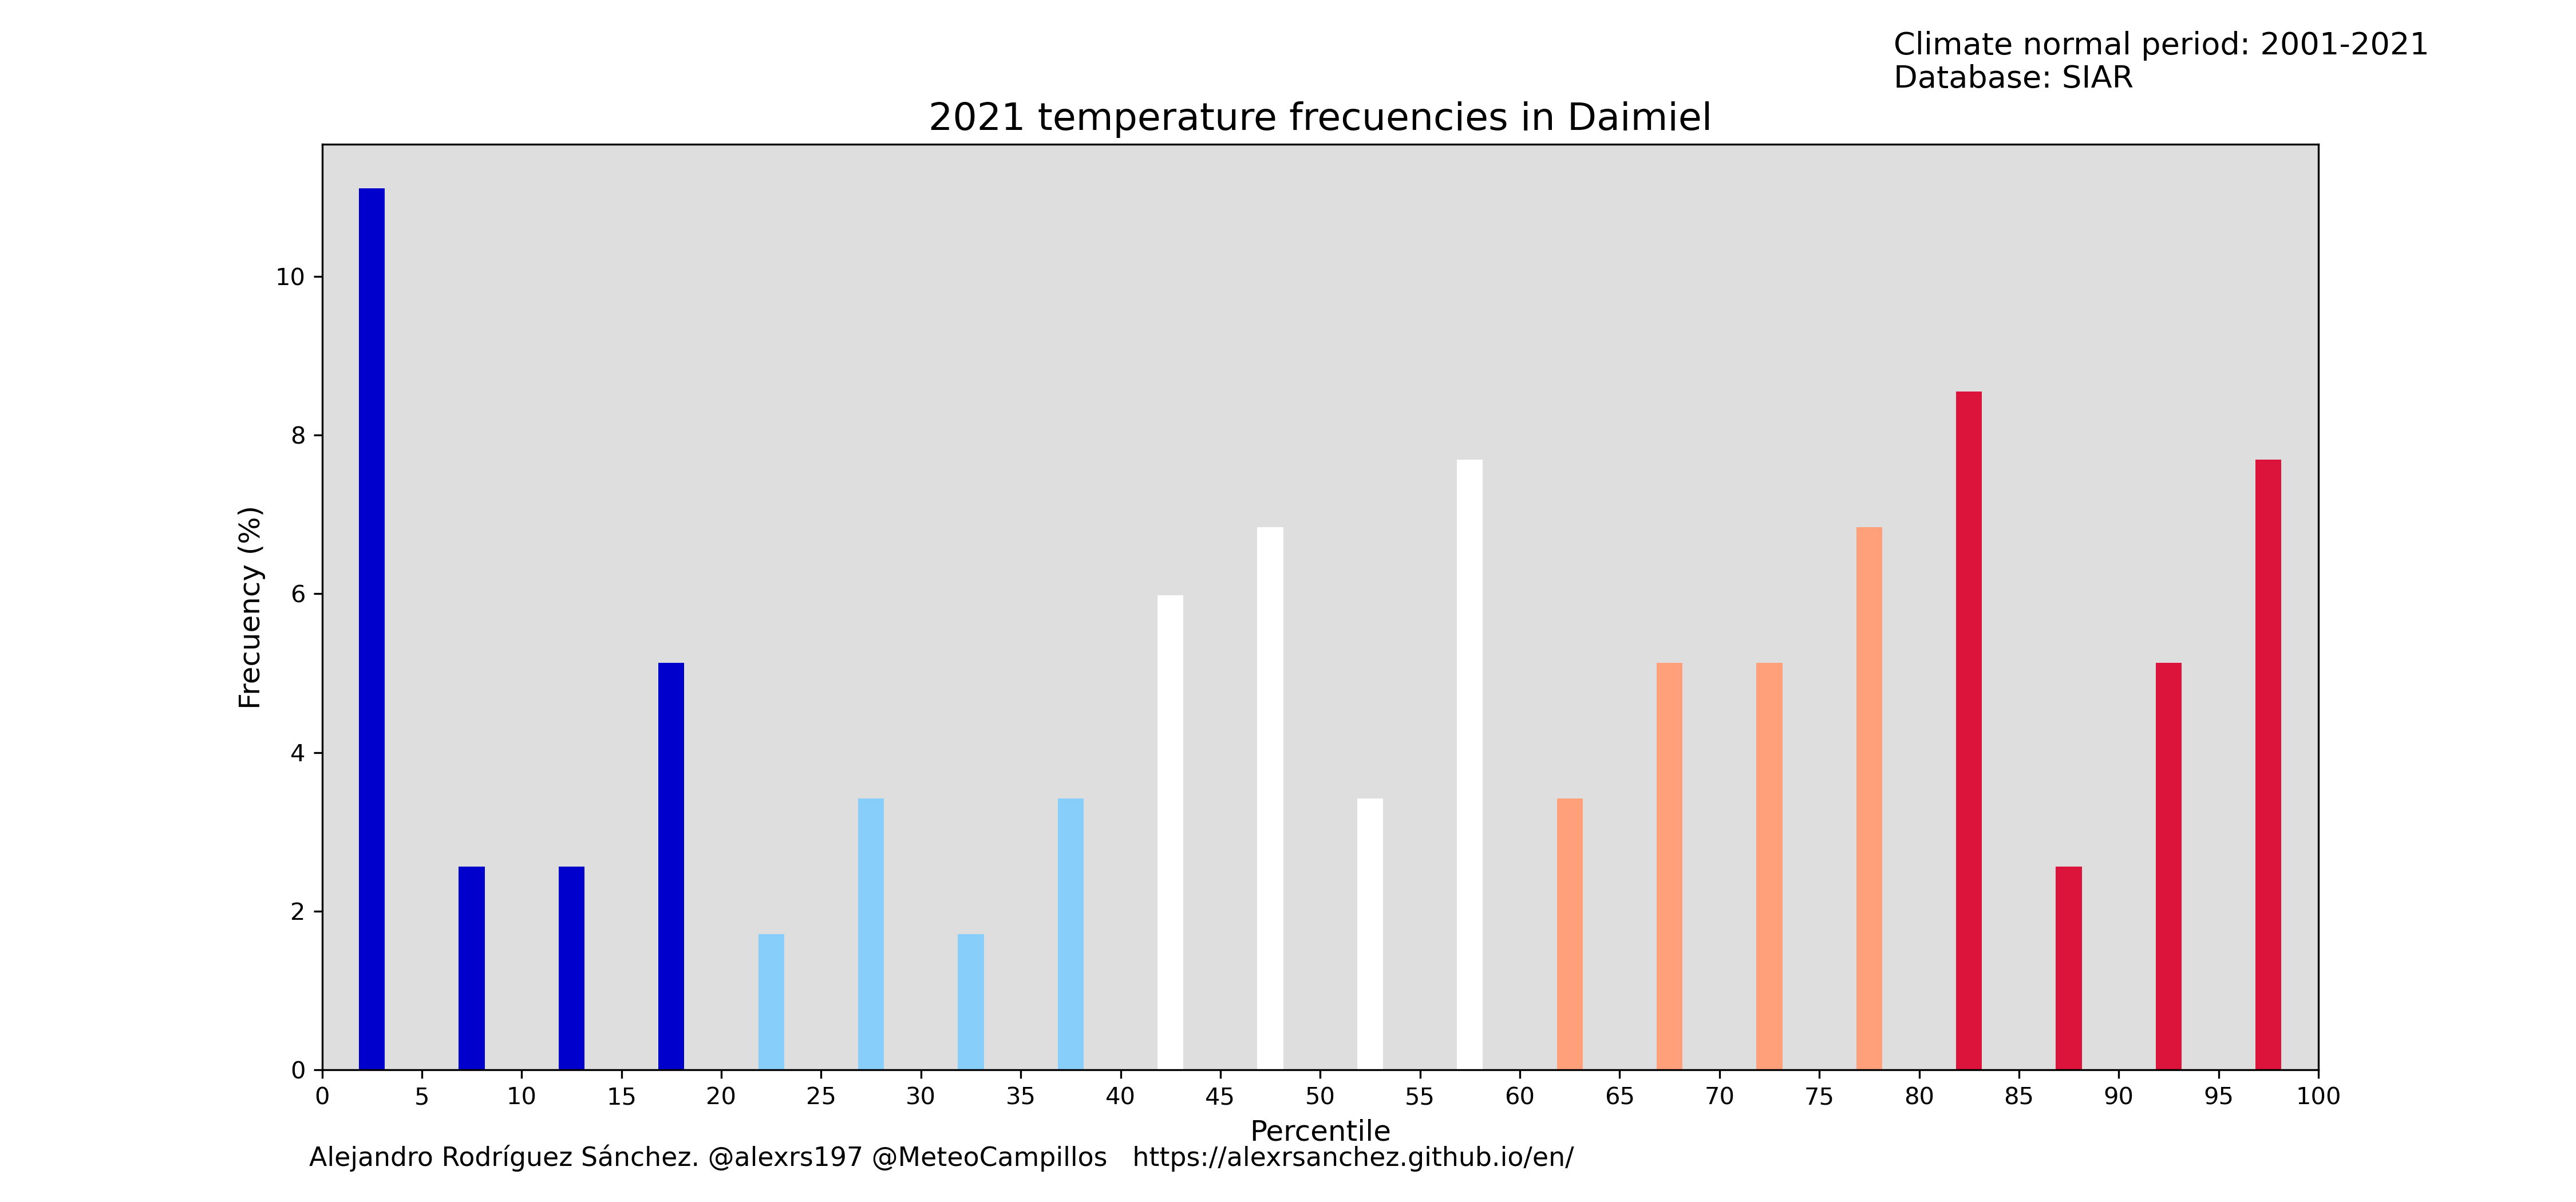 Climate normal period: 2001-2021
Database: SIAR
2021 temperature frecuencies in Daimiel
Frecuency (%)
10
8
6
4
2
0
0 5 10 15 20 25 30 35 40 45 50 55 60 65 70 75 80 85 90 95 100
Percentile
Alejandro Rodríguez Sánchez. @alexrs197 @MeteoCampillos https://alexrsanchez.github.io/en/